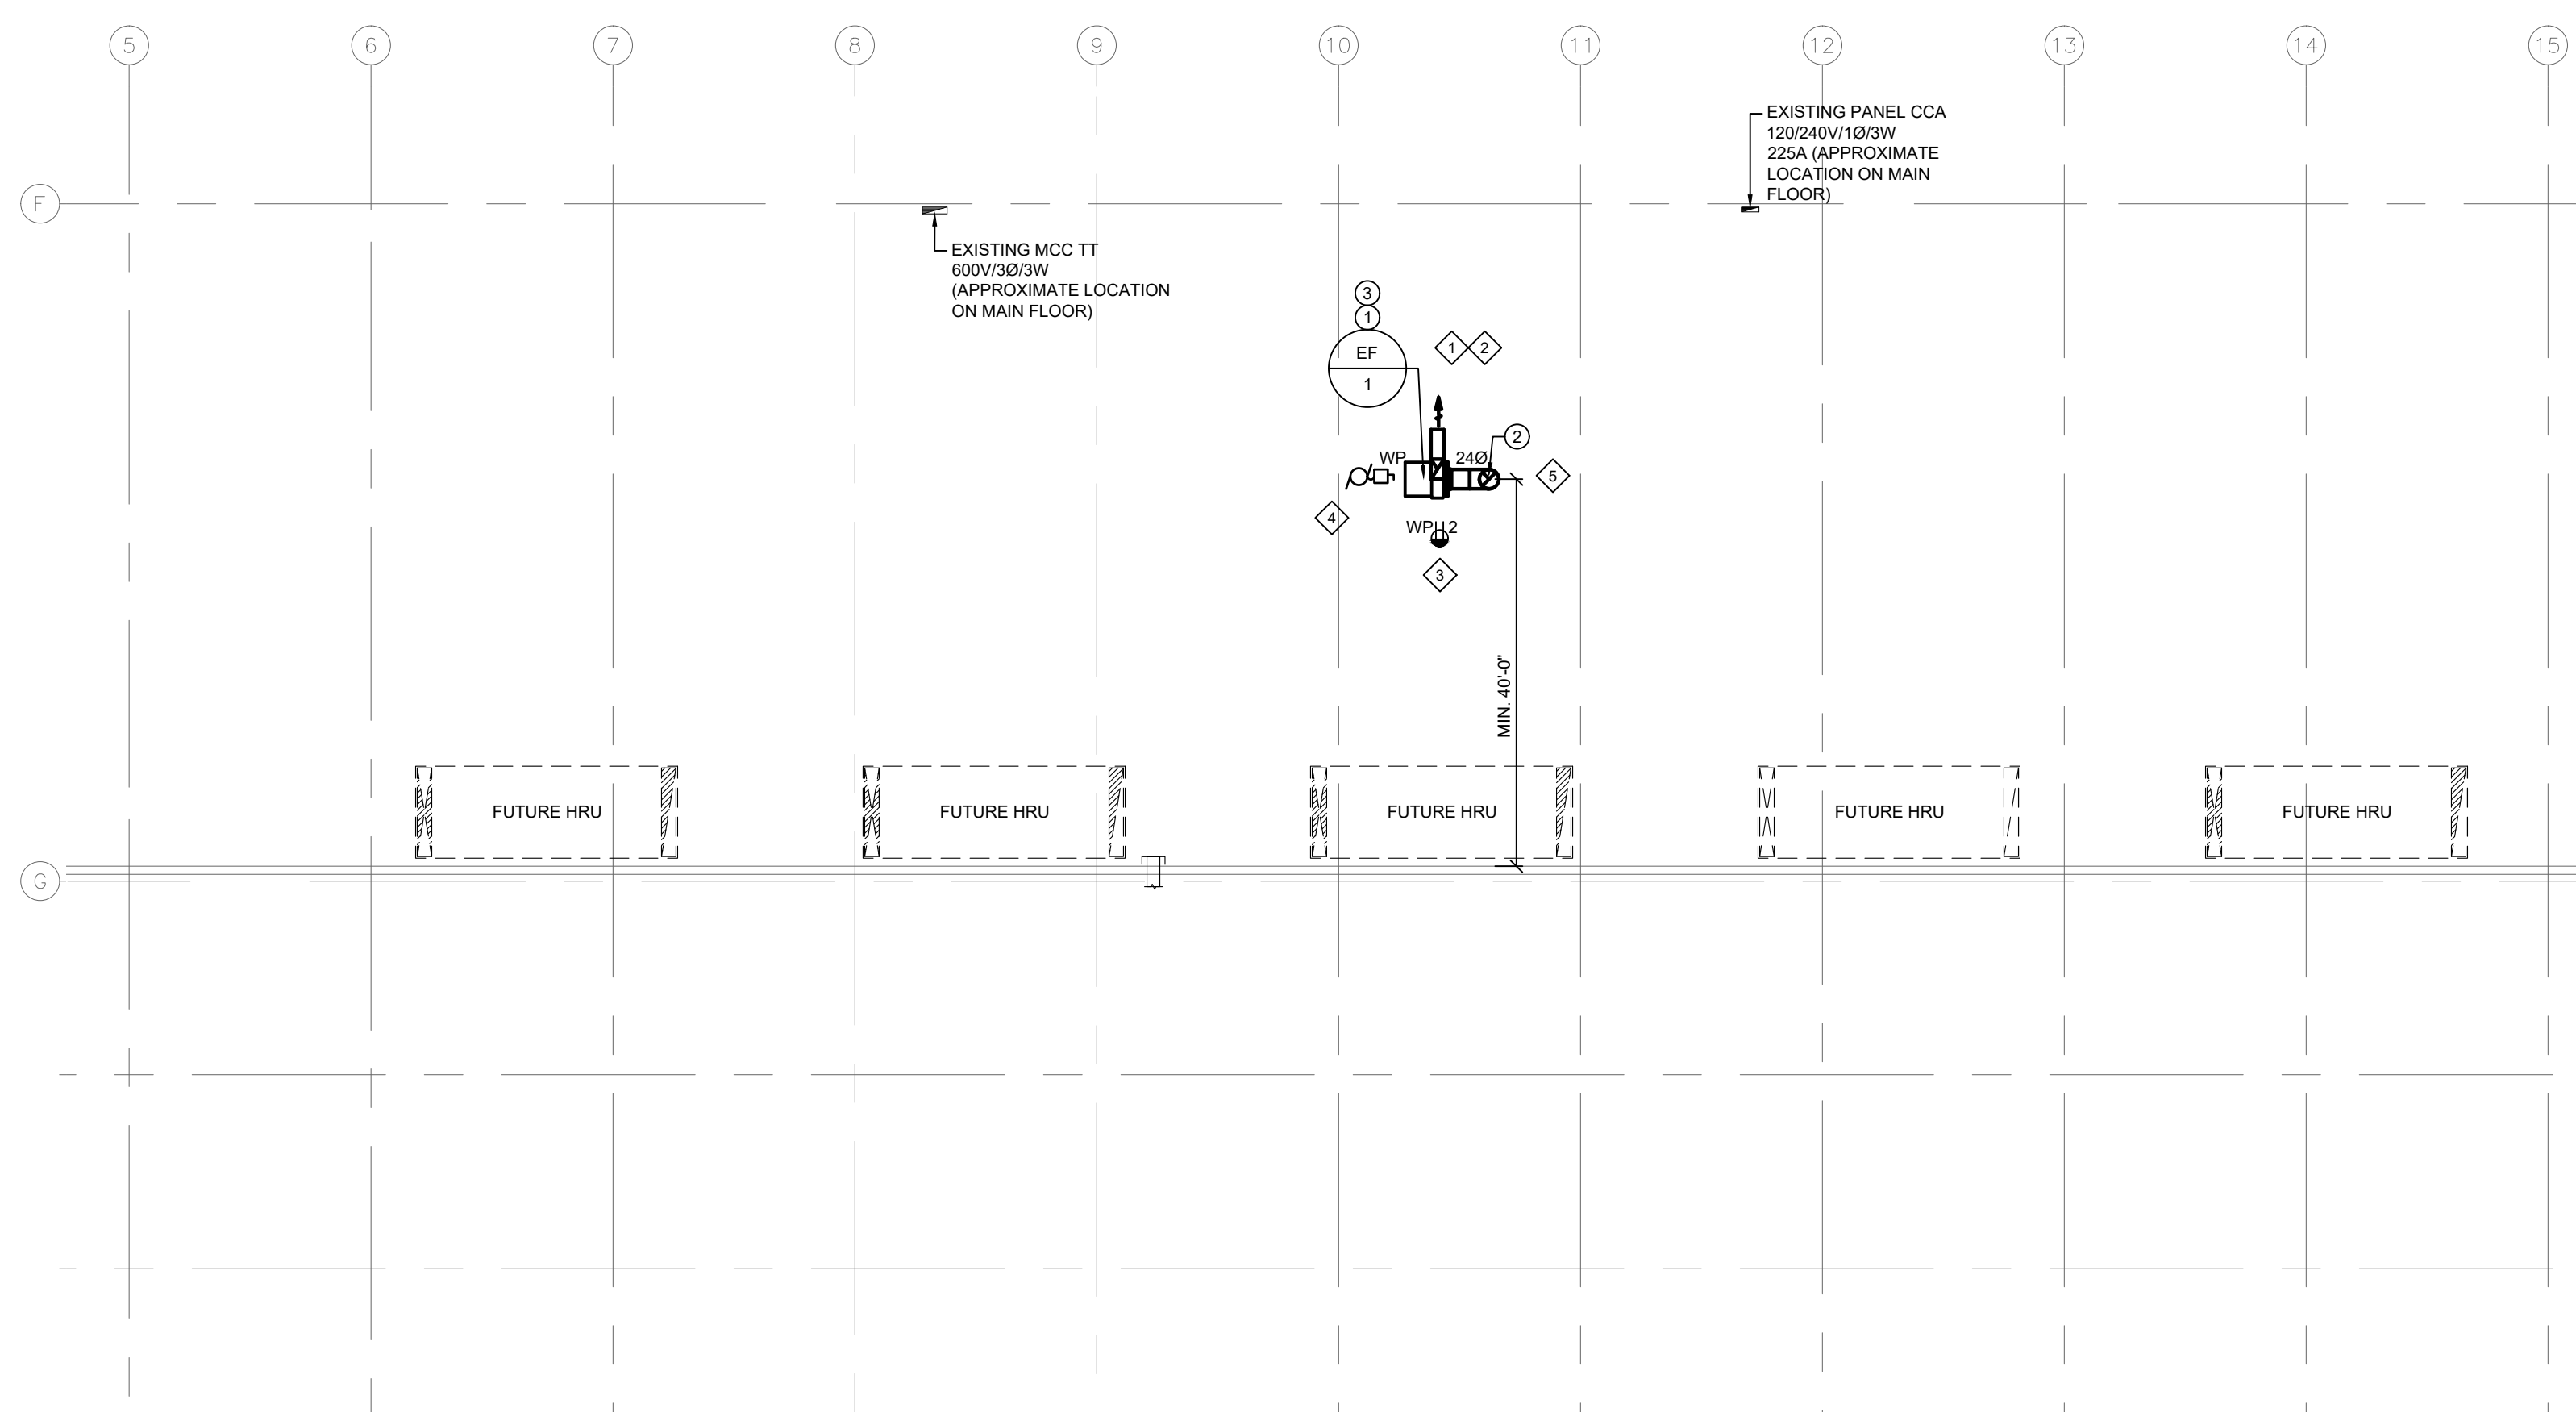 5 6 7 8 9 10 11 12 13 14 15
EXISTING PANEL CCA
120/240V/1Ø/3W
225A (APPROXIMATE
LOCATION ON MAIN
FLOOR)
F
EXISTING MCC TT
600V/3Ø/3W
(APPROXIMATE LOCATION
ON MAIN FLOOR)
3
1
EF
1
1 2
2
WP
24Ø
5
4
WP 2
3
MIN. 40'-0"
FUTURE HRU
FUTURE HRU
FUTURE HRU
FUTURE HRU
FUTURE HRU
G